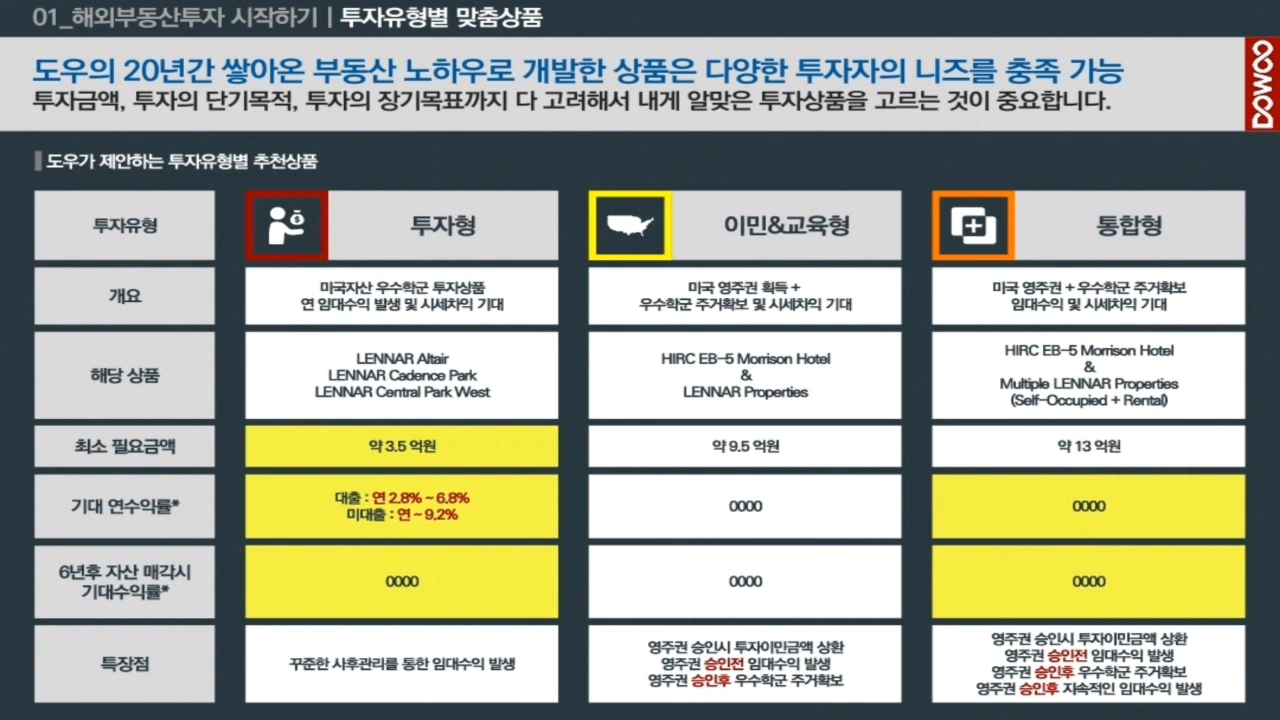 01_해외부동산투자 시작하기 | 투자유형별 맞춤상품
도우의 20년간 쌓아온 부동산 노하우로 개발한 상품은 다양한 투자자의 니즈를 충족 가능
투자금액, 투자의 단기목적, 투자의 장기목표까지 다 고려해서 내게 알맞은 투자상품을 고르는 것이 중요합니다.
DOWOO
도우가 제안하는 투자유형별 추천상품
투자유형
투자형
이민&교육형
통합형
개요
미국자산 우수학군 투자상품
연 임대수익 발생 및 시세차익 기대
미국 영주권 획득 +
우수학군 주거확보 및 시세차익 기대
미국 영주권 + 우수학군 주거확보
임대수익 및 시세차익 기대
해당 상품
LENNAR Altair
LENNAR Cadence Park
LENNAR Central Park West
HIRC EB-5 Morrison Hotel
&
LENNAR Properties
HIRC EB-5 Morrison Hotel
&
Multiple LENNAR Properties
(Self-Occupied + Rental)
최소 필요금액
약 3.5 억원
약 9.5 억원
약 13 억원
기대 연수익률*
대출 : 연 2.8% ~ 6.8%
미대출 : 연 ~ 9.2%
0000
0000
6년후 자산 매각시
기대수익률*
0000
0000
0000
특장점
꾸준한 사후관리를 통한 임대수익 발생
영주권 승인시 투자이민금액 상환
영주권 승인전 임대수익 발생
영주권 승인후 우수학군 주거확보
영주권 승인시 투자이민금액 상환
영주권 승인전 임대수익 발생
영주권 승인후 우수학군 주거확보
영주권 승인후 지속적인 임대수익 발생